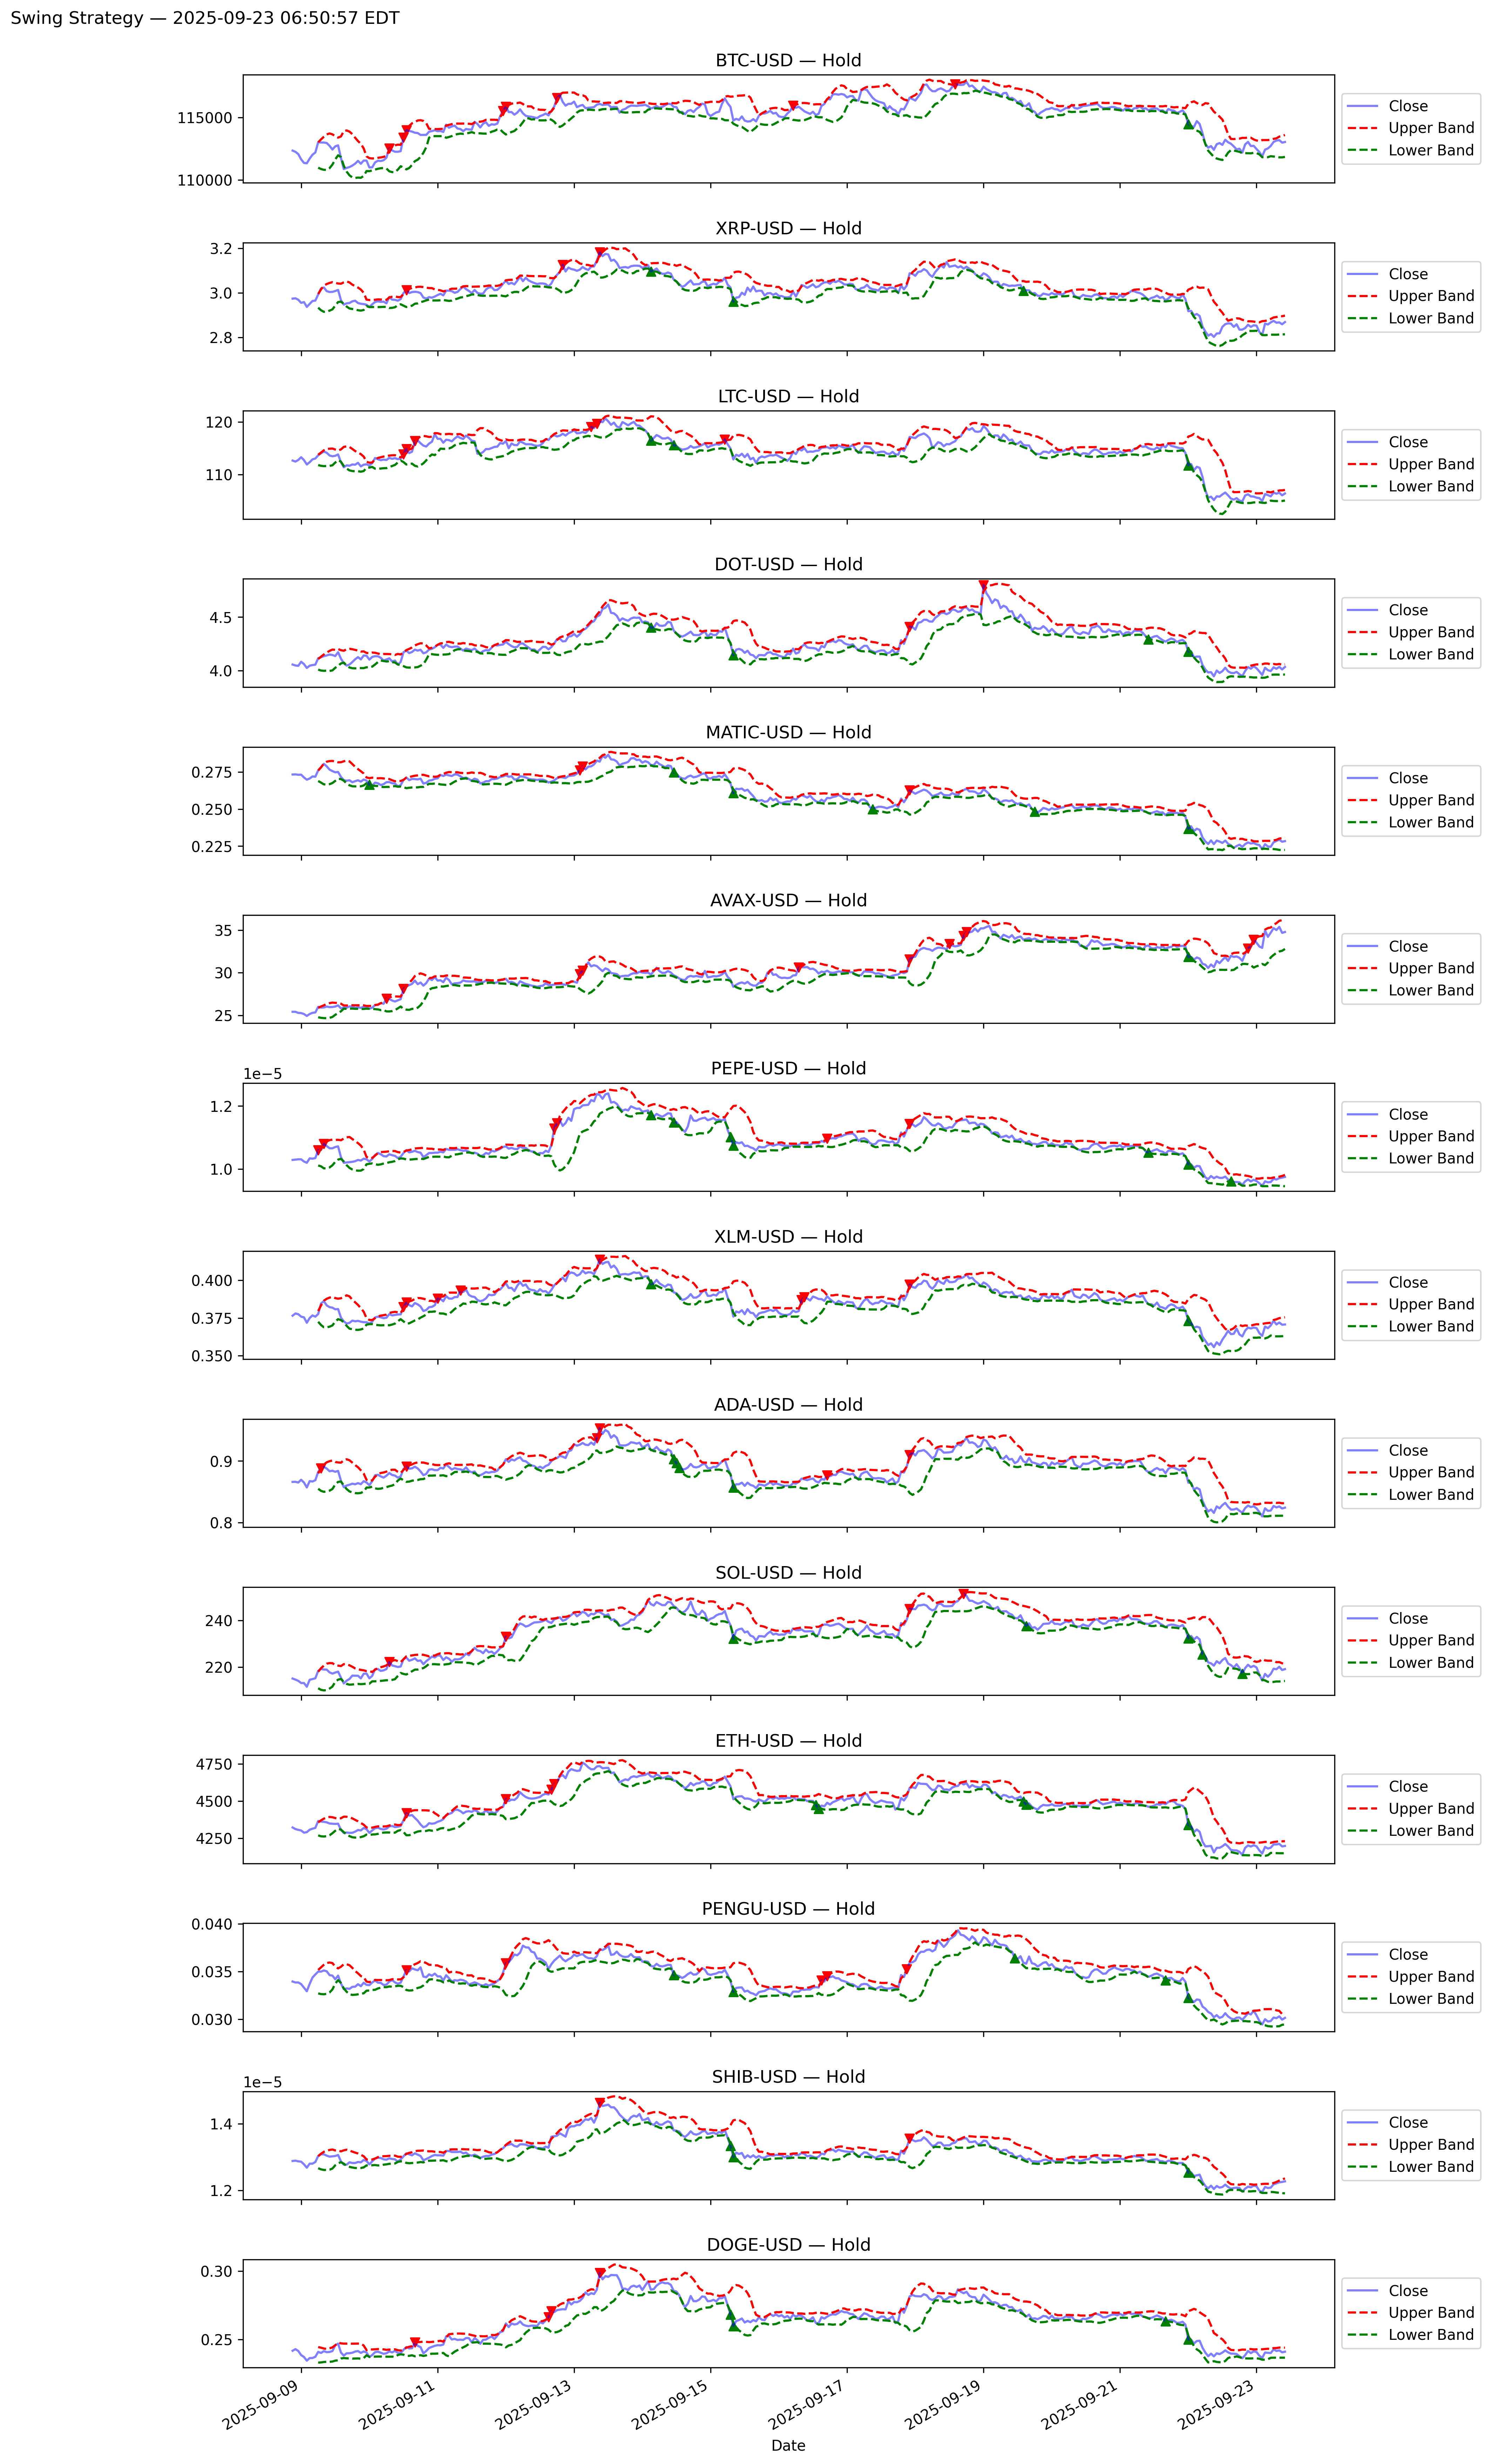 Swing Strategy — 2025-09-23 06:50:57 EDT
BTC-USD — Hold
115000
110000
Close
Upper Band
Lower Band
XRP-USD — Hold
3.2
3.0
2.8
Close
Upper Band
Lower Band
LTC-USD — Hold
120
110
Close
Upper Band
Lower Band
DOT-USD — Hold
4.5
4.0
Close
Upper Band
Lower Band
MATIC-USD — Hold
0.275
0.250
0.225
Close
Upper Band
Lower Band
AVAX-USD — Hold
35
30
25
Close
Upper Band
Lower Band
PEPE-USD — Hold
1e−5
1.2
1.0
Close
Upper Band
Lower Band
XLM-USD — Hold
0.400
0.375
0.350
Close
Upper Band
Lower Band
ADA-USD — Hold
0.9
0.8
Close
Upper Band
Lower Band
SOL-USD — Hold
240
220
Close
Upper Band
Lower Band
ETH-USD — Hold
4750
4500
4250
Close
Upper Band
Lower Band
PENGU-USD — Hold
0.040
0.035
0.030
Close
Upper Band
Lower Band
SHIB-USD — Hold
1e−5
1.4
1.2
Close
Upper Band
Lower Band
DOGE-USD — Hold
0.30
0.25
Close
Upper Band
Lower Band
2025-09-09
2025-09-11
2025-09-13
2025-09-15
2025-09-17
2025-09-19
2025-09-21
2025-09-23
Date